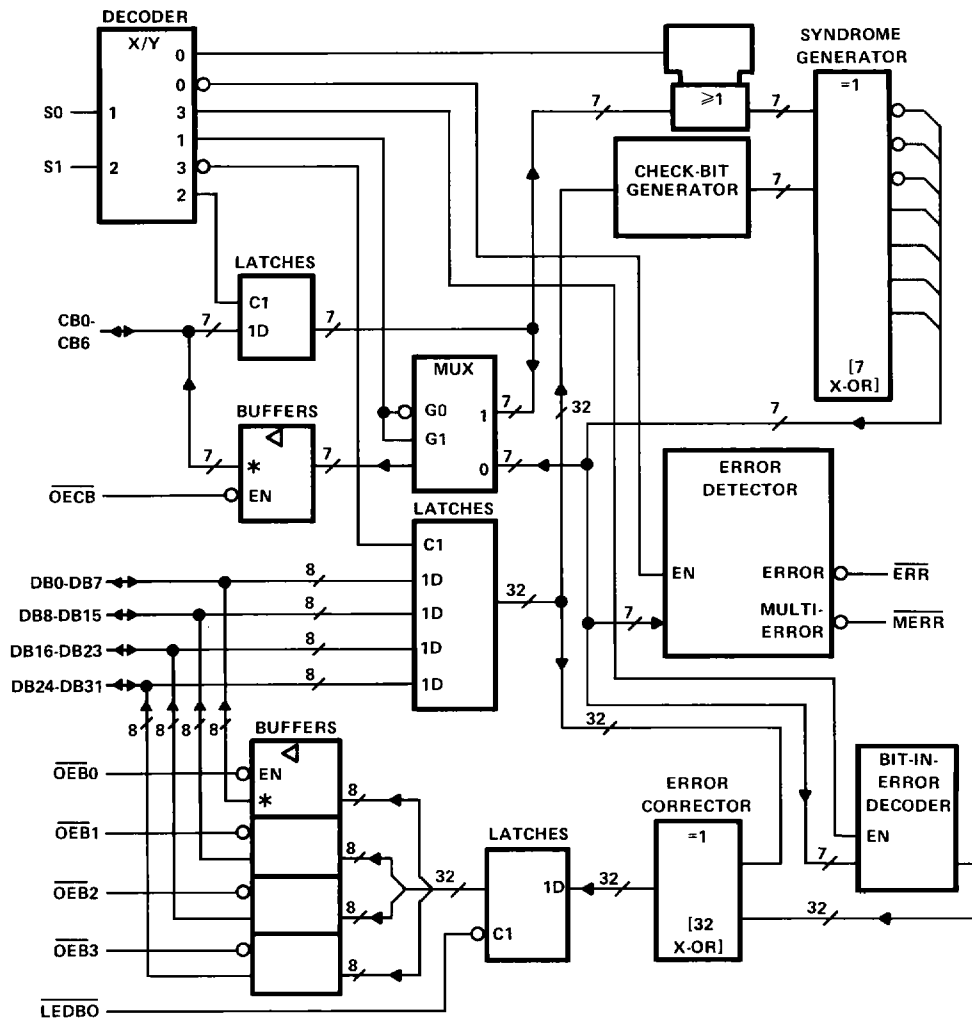 DECODER
X/Y
0
0
3
1
3
2
S0
1
S1
2
SYNDROME
GENERATOR
=1
[7
X-OR]
7
≥1
7
CHECK-BIT
GENERATOR
7
LATCHES
C1
1D
CB0-
CB6
7
7
MUX
G0
G1
1
0
7
7
32
7
BUFFERS
*
EN
7
7
OECB
ERROR
DETECTOR
EN
ERROR
MULTI-
ERROR
ERR
MERR
7
LATCHES
C1
1D
1D
1D
1D
32
DB0-DB7
8
DB8-DB15
8
DB16-DB23
8
DB24-DB31
8
8
8
8
8
32
BUFFERS
EN
*
OEB0
OEB1
OEB2
OEB3
8
8
8
8
32
LATCHES
1D
C1
32
LEDBO
ERROR
CORRECTOR
=1
[32
X-OR]
BIT-IN-
ERROR
DECODER
EN
7
32